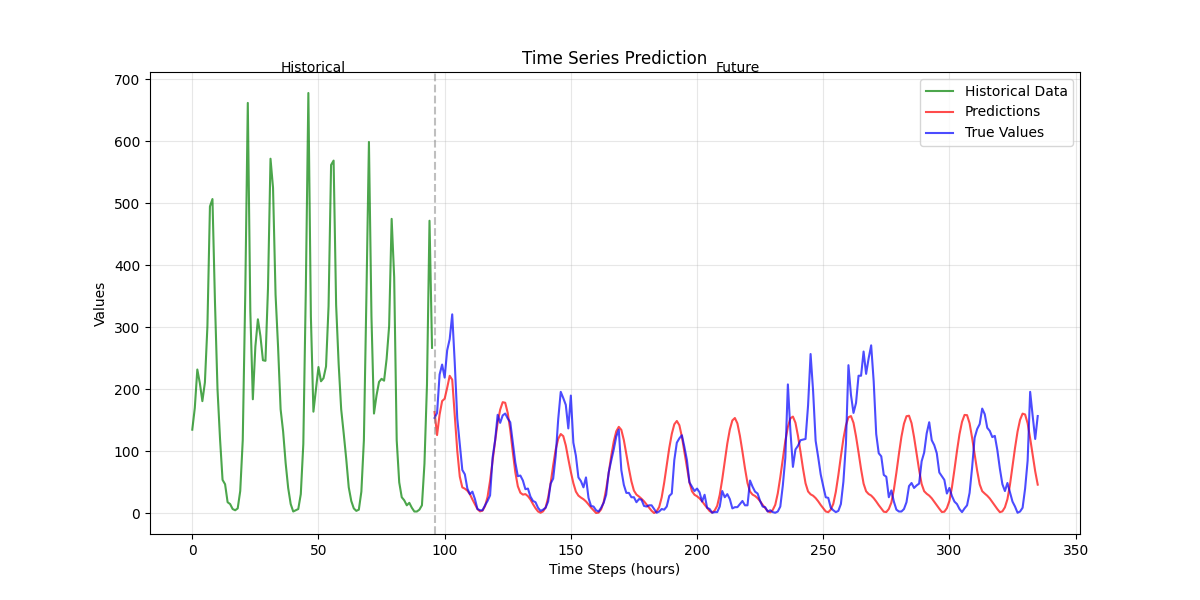 Time Series Prediction
Historical
Future
Historical Data
Predictions
True Values
Values
700
600
500
400
300
200
100
0
0
50
100
150
200
250
300
350
Time Steps (hours)